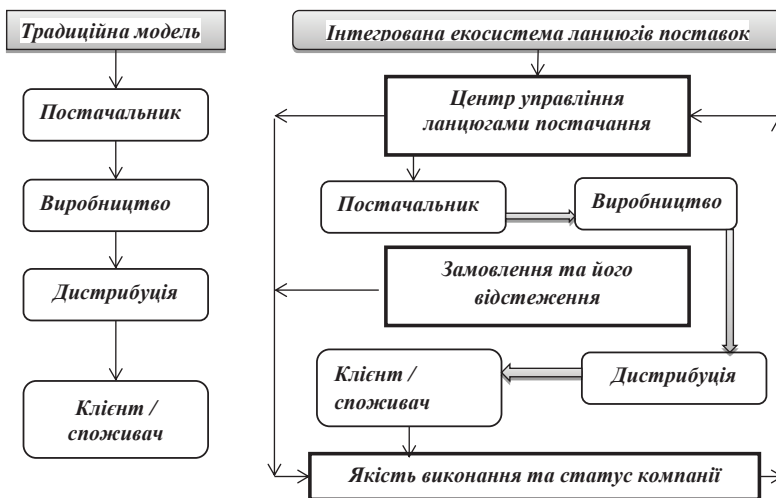 Традиційна модель
Постачальник
Виробництво
Дистрибуція
Клієнт /
споживач
Інтегрована екосистема ланцюгів поставок
Центр управління
ланцюгами постачання
Постачальник
Виробництво
Замовлення та його
відстеження
Дистрибуція
Клієнт /
споживач
Якість виконання та статус компанії